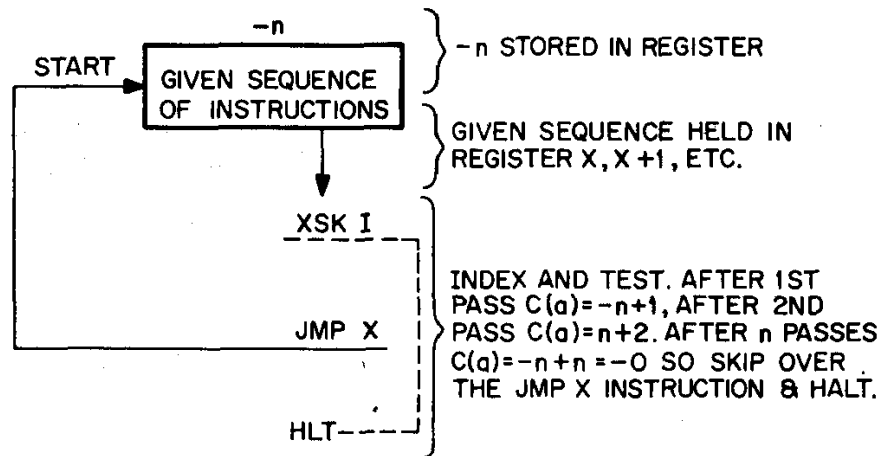 -n
START
GIVEN SEQUENCE
OF INSTRUCTIONS
-n STORED IN REGISTER
GIVEN SEQUENCE HELD IN
REGISTER X, X+1, ETC.
XSK I
JMP X
HLT
INDEX AND TEST. AFTER 1ST
PASS C(a)=-n+1, AFTER 2ND
PASS C(a)=n+2. AFTER n PASSES
C(a)=-n+n=-0 SO SKIP OVER
THE JMP X INSTRUCTION & HALT.